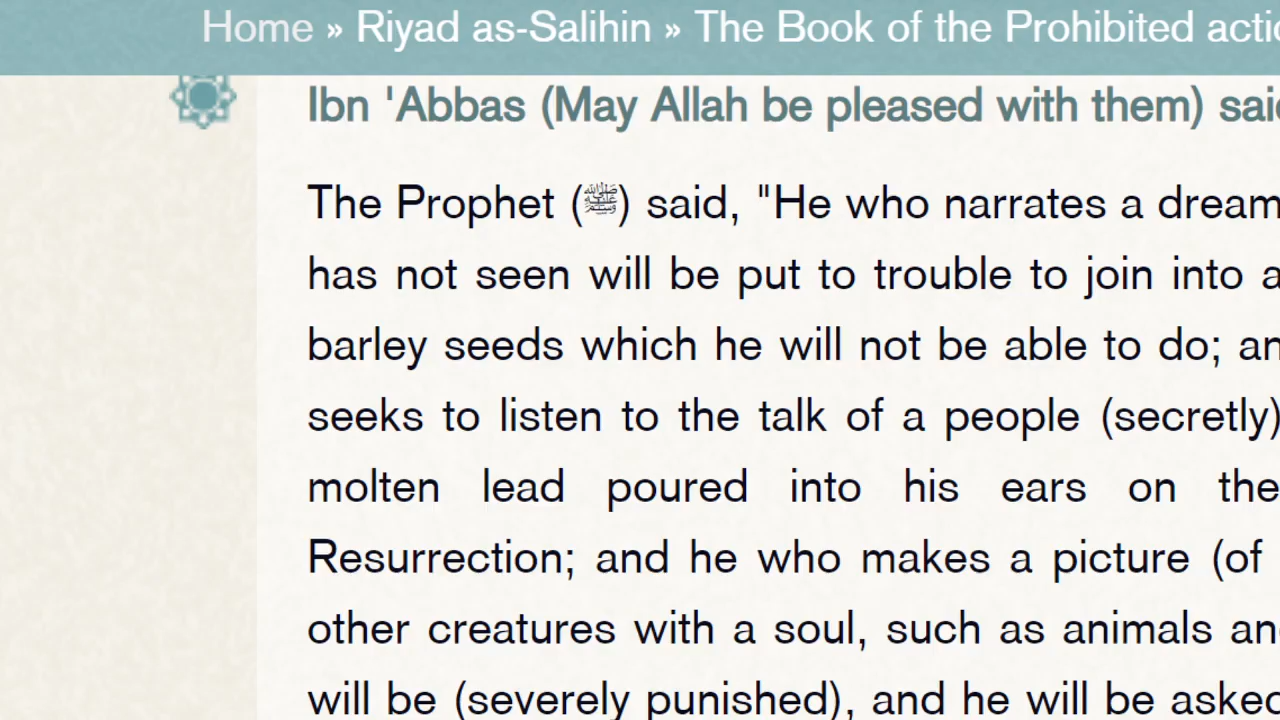 Home » Riyad as-Salihin » The Book of the Prohibited actio
Ibn 'Abbas (May Allah be pleased with them) said
The Prophet (ﷺ) said, "He who narrates a dream
has not seen will be put to trouble to join into a
barley seeds which he will not be able to do; an
seeks to listen to the talk of a people (secretly)
molten lead poured into his ears on the
Resurrection; and he who makes a picture (of
other creatures with a soul, such as animals and
will be (severely punished), and he will be asked